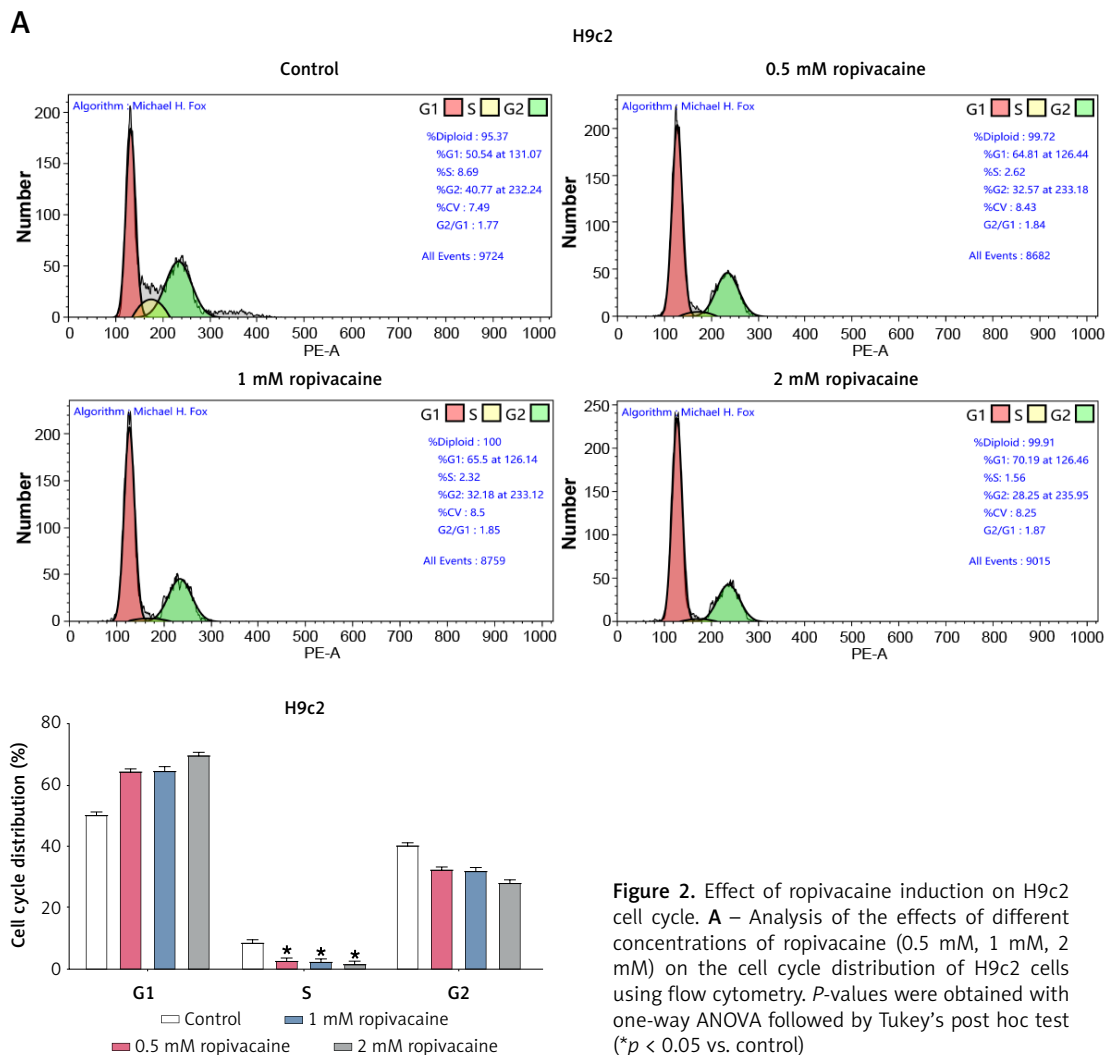 A
H9c2
Control
Algorithm : Michael H. Fox
G1 S G2
%Diploid : 95.37
%G1: 50.54 at 131.07
%S: 8.69
%G2: 40.77 at 232.24
%CV : 7.49
G2/G1 : 1.77
All Events : 9724
Number
200
150
100
50
0
0 100 200 300 400 500 600 700 800 900 1000
PE-A
0.5 mM ropivacaine
Algorithm : Michael H. Fox
G1 S G2
%Diploid : 99.72
%G1: 64.81 at 126.44
%S: 2.62
%G2: 32.57 at 233.18
%CV : 8.43
G2/G1 : 1.84
All Events : 8682
Number
200
150
100
50
0
0 100 200 300 400 500 600 700 800 900 1000
PE-A
1 mM ropivacaine
Algorithm : Michael H. Fox
G1 S G2
%Diploid : 100
%G1: 65.5 at 126.14
%S: 2.32
%G2: 32.18 at 233.12
%CV : 8.5
G2/G1 : 1.85
All Events : 8759
Number
200
150
100
50
0
0 100 200 300 400 500 600 700 800 900 1000
PE-A
2 mM ropivacaine
Algorithm : Michael H. Fox
G1 S G2
%Diploid : 99.91
%G1: 70.19 at 126.46
%S: 1.56
%G2: 28.25 at 235.95
%CV : 8.25
G2/G1 : 1.87
All Events : 9015
Number
250
200
150
100
50
0
0 100 200 300 400 500 600 700 800 900 1000
PE-A
H9c2
Cell cycle distribution (%)
80
60
40
20
0
* * *
G1 S G2
Control
1 mM ropivacaine
0.5 mM ropivacaine
2 mM ropivacaine
Figure 2. Effect of ropivacaine induction on H9c2
cell cycle. A – Analysis of the effects of different
concentrations of ropivacaine (0.5 mM, 1 mM, 2
mM) on the cell cycle distribution of H9c2 cells
using flow cytometry. P-values were obtained with
one-way ANOVA followed by Tukey's post hoc test
(*p < 0.05 vs. control)